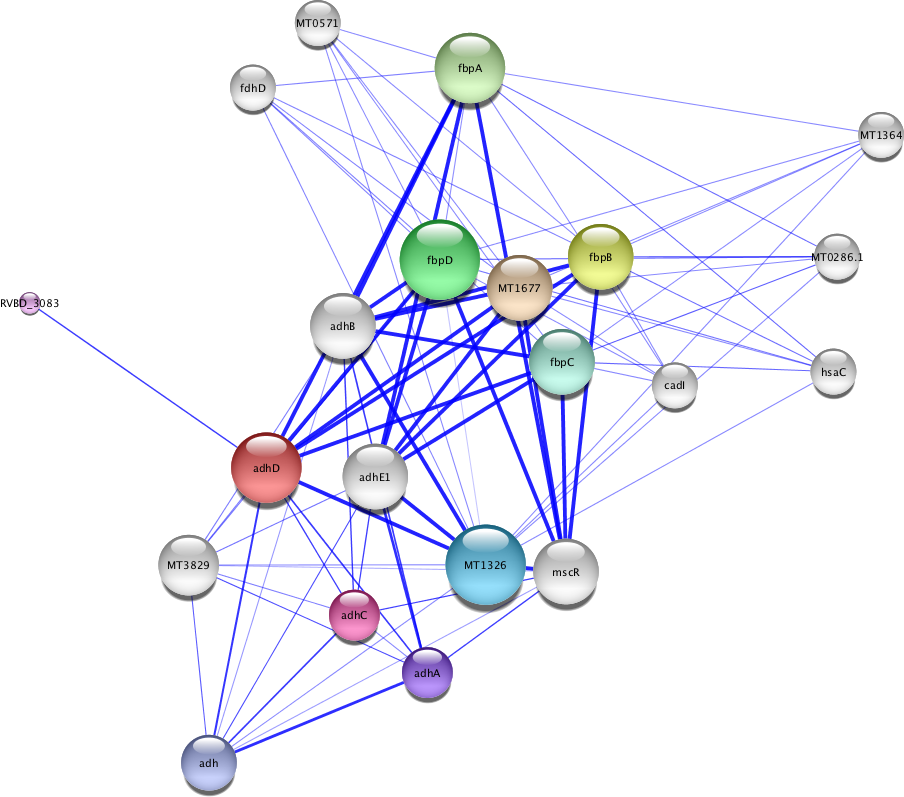 MT0571
fbpA
fdhD
MT1364
fbpB
MT0286.1
fbpD
MT1677
RVBD_3083
adhB
fbpC
hsaC
cadI
adhD
adhE1
MT3829
MT1326
mscR
adhC
adhA
adh